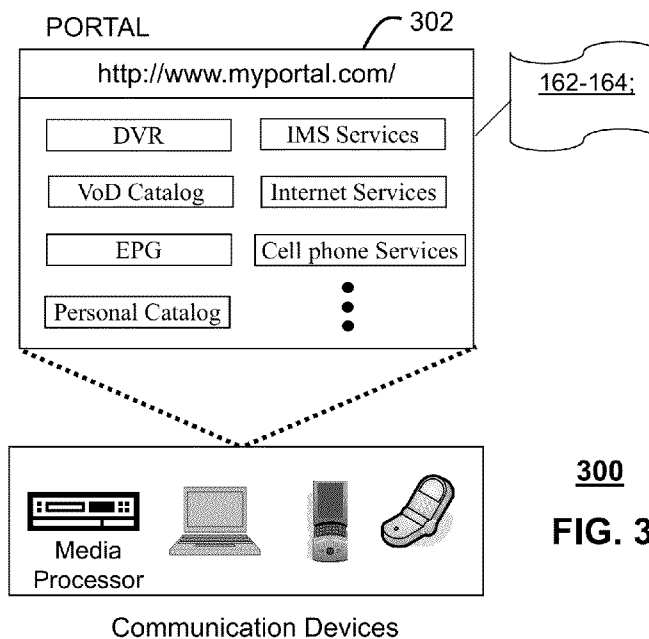 PORTAL
302
http://www.myportal.com/
162-164;
DVR
IMS Services
VoD Catalog
Internet Services
EPG
Cell phone Services
Personal Catalog
Media
Processor
300
FIG. 3
Communication Devices